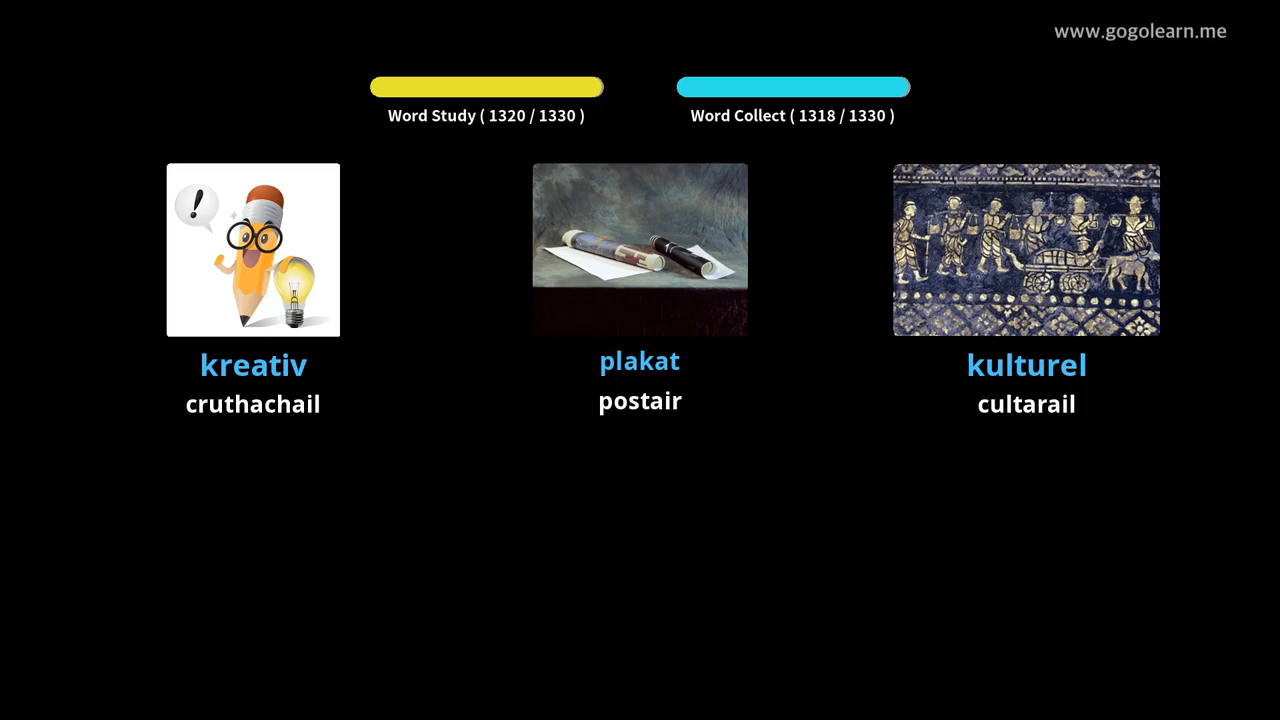 www.gogolearn.me
Word Study ( 1320 / 1330 )
Word Collect ( 1318 / 1330 )
!
kreativ
plakat
kulturel
cruthachail
postair
cultarail